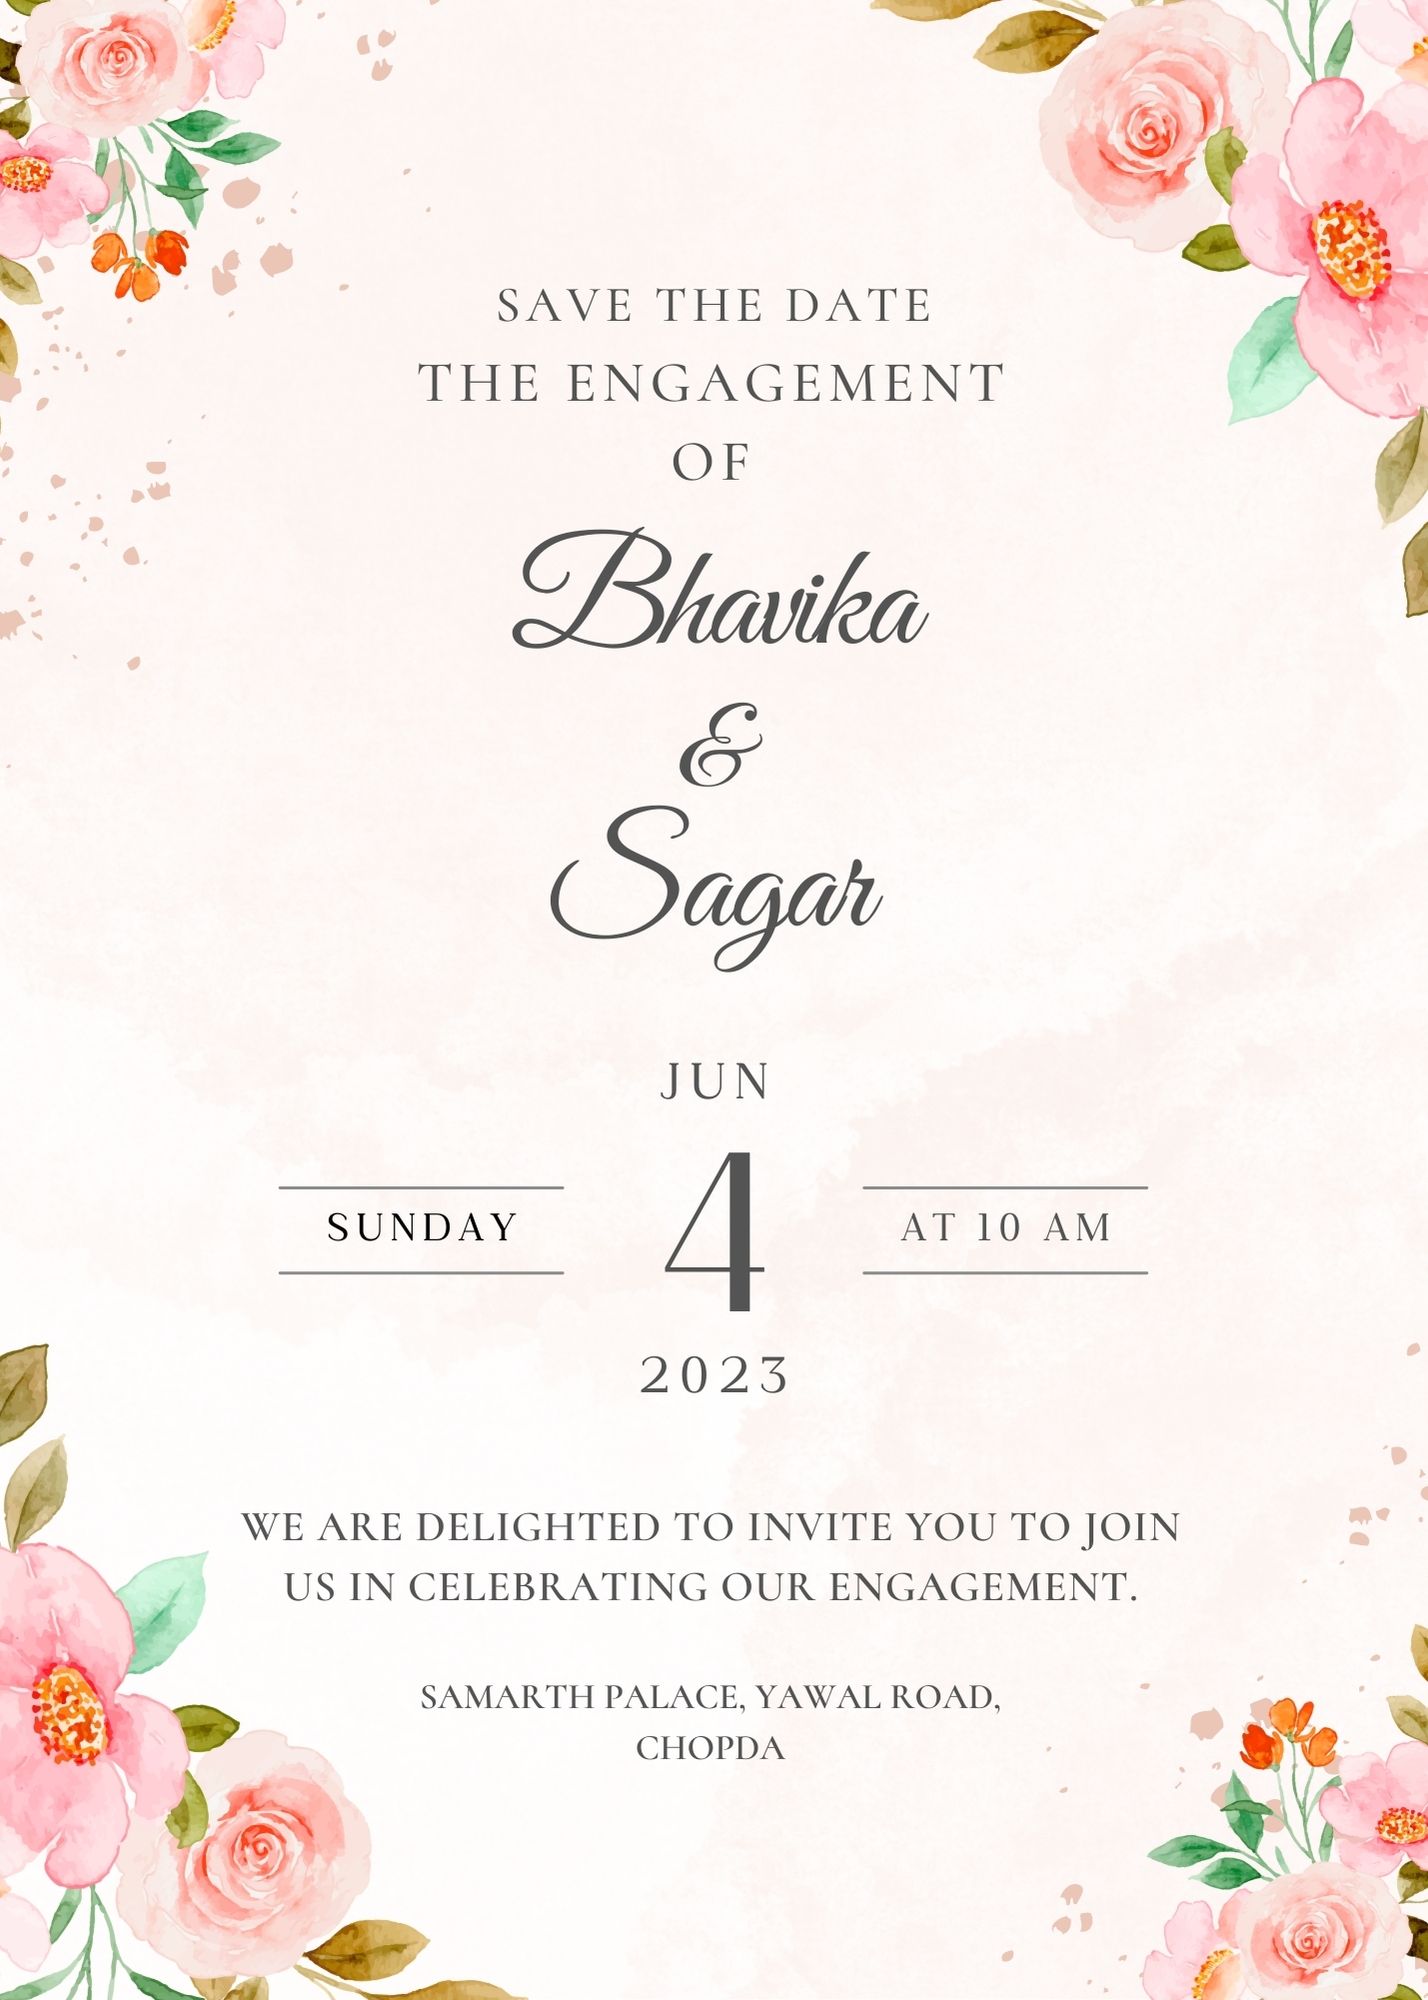 SAVE THE DATE
THE ENGAGEMENT
OF
Bhavika
&
Sagar
JUN
SUNDAY
4
AT 10 AM
2023
WE ARE DELIGHTED TO INVITE YOU TO JOIN
US IN CELEBRATING OUR ENGAGEMENT.
SAMARTH PALACE, YAWAL ROAD,
CHOPDA